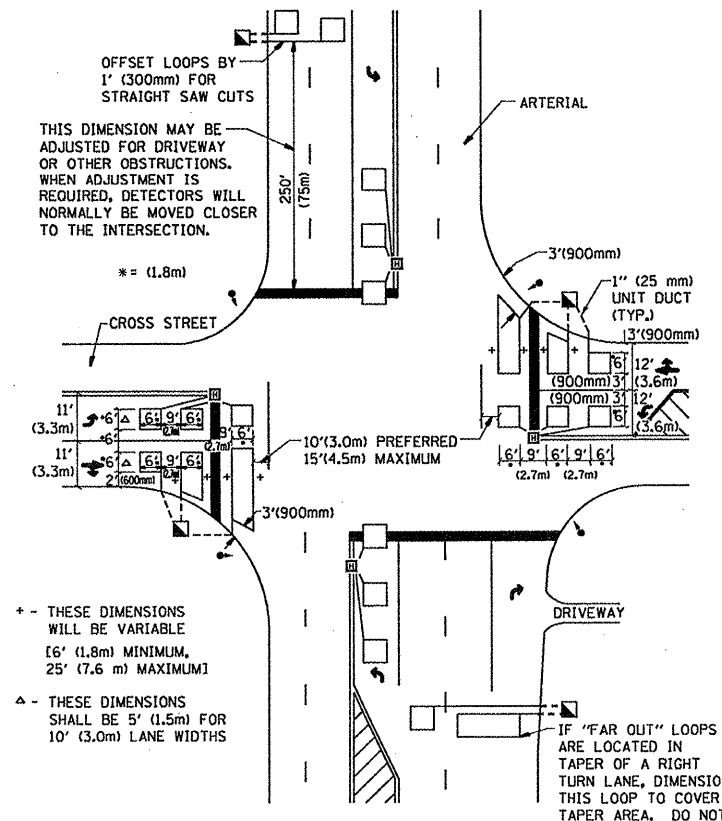 OFFSET LOOPS BY
1' (300mm) FOR
STRAIGHT SAW CUTS
ARTERIAL
THIS DIMENSION MAY BE
ADJUSTED FOR DRIVEWAY
OR OTHER OBSTRUCTIONS.
WHEN ADJUSTMENT IS
REQUIRED, DETECTORS WILL
NORMALLY BE MOVED CLOSER
TO THE INTERSECTION.
250'
(75m)
* = (1.8m)
H
3'(900mm)
1" (25 mm)
UNIT DUCT
(TYP.)
CROSS STREET
3'(900mm)
*6'
12'
(3.6m)
(900mm) 3'
(900mm) 3'
*6'
12'
(3.6m)
H
11'
(3.3m)
*6'
△
6' 9' 6'
(2.7m)
9' 6'
(2.7m)
H
*6'
11'
(3.3m)
*6'
△
6' 9' 6'
(2.7m)
2' (600mm)
10'(3.0m) PREFERRED
15'(4.5m) MAXIMUM
6' 9' 6' 9' 6'
(2.7m) (2.7m)
3'(900mm)
H
+ - THESE DIMENSIONS
WILL BE VARIABLE
[6' (1.8m) MINIMUM,
25' (7.6 m) MAXIMUM]
DRIVEWAY
△ - THESE DIMENSIONS
SHALL BE 5' (1.5m) FOR
10' (3.0m) LANE WIDTHS
IF "FAR OUT" LOOPS
ARE LOCATED IN
TAPER OF A RIGHT
TURN LANE, DIMENSIO
THIS LOOP TO COVER
TAPER AREA. DO NOT